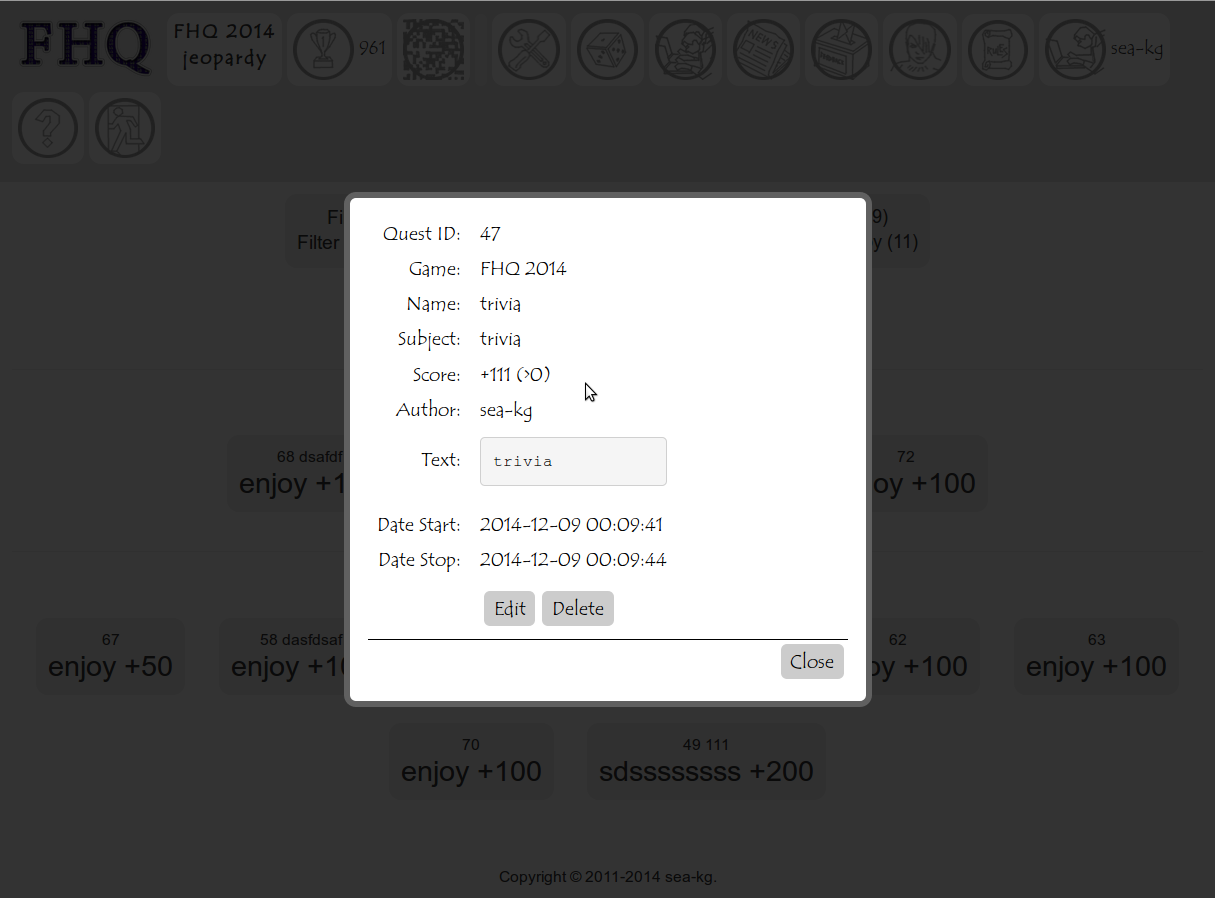 FHQ
FHQ 2014
jeopardy
961
NEWS
sea-kg
Fi
9)
Filter
y (11)
Quest ID: 47
Game: FHQ 2014
Name: trivia
Subject: trivia
Score: +111 (>0)
Author: sea-kg
Text: trivia
Date Start: 2014-12-09 00:09:41
Date Stop: 2014-12-09 00:09:44
Edit Delete
Close
68 dsafdf
enjoy +1
72
oy +100
67
enjoy +50
58 dasfdsaf
enjoy +10
62
oy +100
63
enjoy +100
70
enjoy +100
49 111
sdssssssss +200
Copyright © 2011-2014 sea-kg.